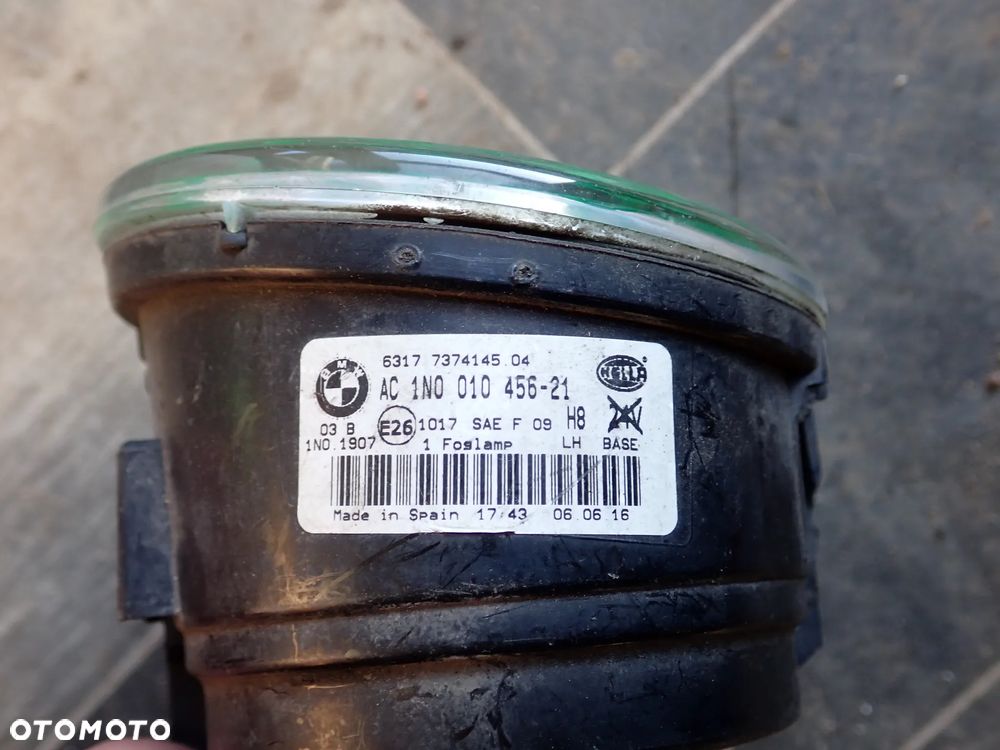 BMW
6317 7374145.04
HELLA
AC 1N0 010 456-21
03 B
E26
1017 SAE F 09
H8
24V
1N0.1907
1 Foglamp
LH
BASE
Made in Spain 17:43 06.06.16
OTOMOTO